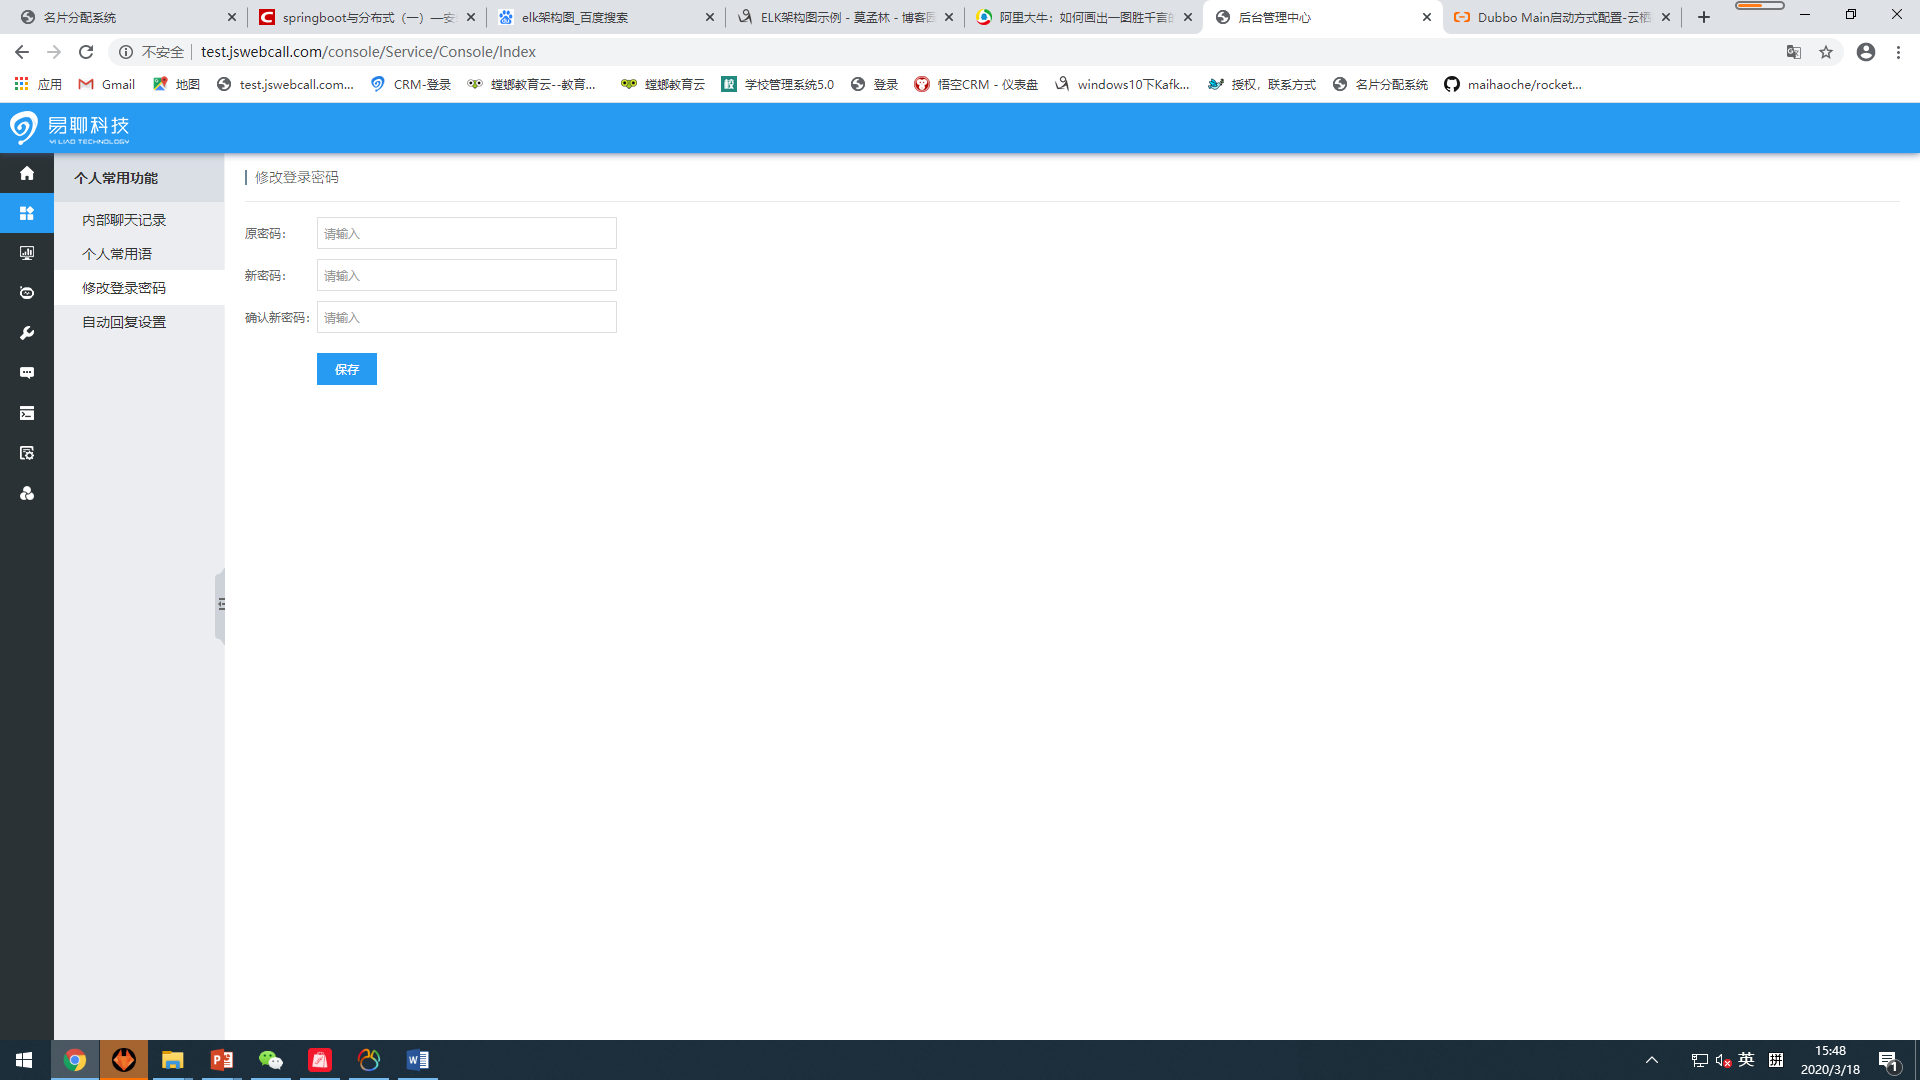 名片分配系统
springboot与分布式（一）—安
elk架构图_百度搜索
ELK架构图示例 - 莫孟林 - 博客园
阿里大牛：如何画出一图胜千言的
后台管理中心
Dubbo Main启动方式配置-云栖
不安全 test.jswebcall.com/console/Service/Console/Index
应用 Gmail 地图 test.jswebcall.com... CRM-登录 螳螂教育云--教育... 螳螂教育云 学校管理系统5.0 登录 悟空CRM - 仪表盘 windows10下Kafk... 授权，联系方式 名片分配系统 maihaoche/rocket...
易聊科技
YI LIAO TECHNOLOGY
个人常用功能
内部聊天记录
个人常用语
修改登录密码
自动回复设置
修改登录密码
原密码： 请输入
新密码： 请输入
确认新密码： 请输入
保存
英 拼
15:48
2020/3/18
1